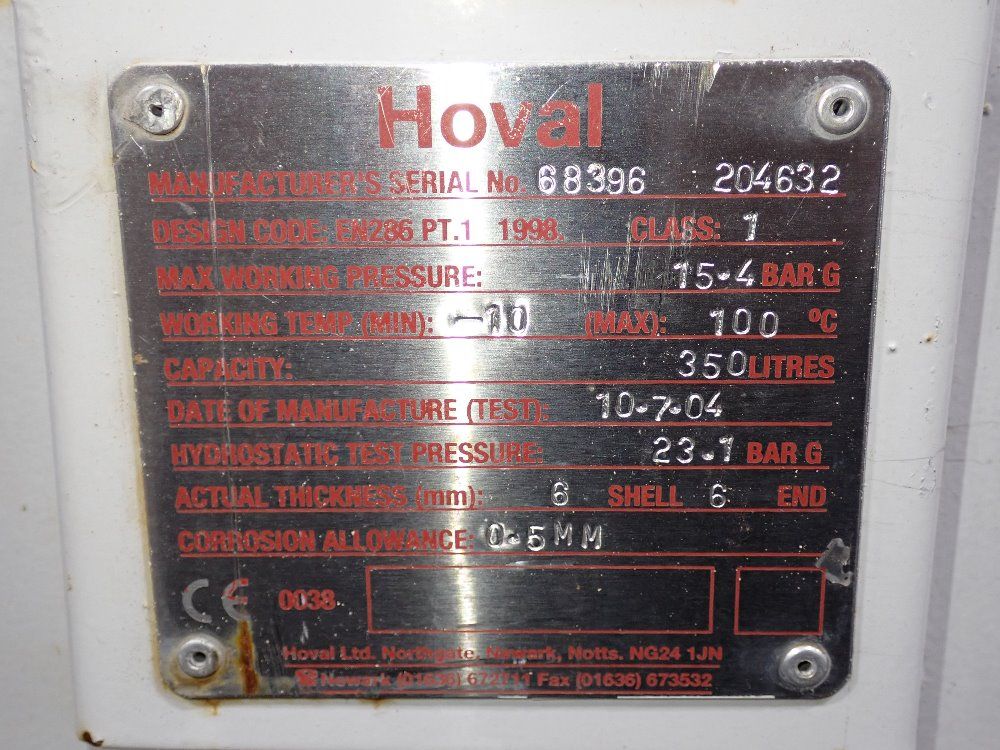 Hoval
MANUFACTURER'S SERIAL No. 68396 204632
DESIGN CODE: EN286 PT.1 1998. CLASS: 1
MAX WORKING PRESSURE: 15.4 BAR G
WORKING TEMP (MIN): -10 (MAX): 100 °C
CAPACITY: 350 LITRES
DATE OF MANUFACTURE (TEST): 10-7-04
HYDROSTATIC TEST PRESSURE: 23.1 BAR G
ACTUAL THICKNESS (mm): 6 SHELL 6 END
CORROSION ALLOWANCE: 0.5MM
CE 0038
Hoval Ltd. Northgate, Newark, Notts. NG24 1JN
☎ Newark (01636) 672711 Fax (01636) 673532